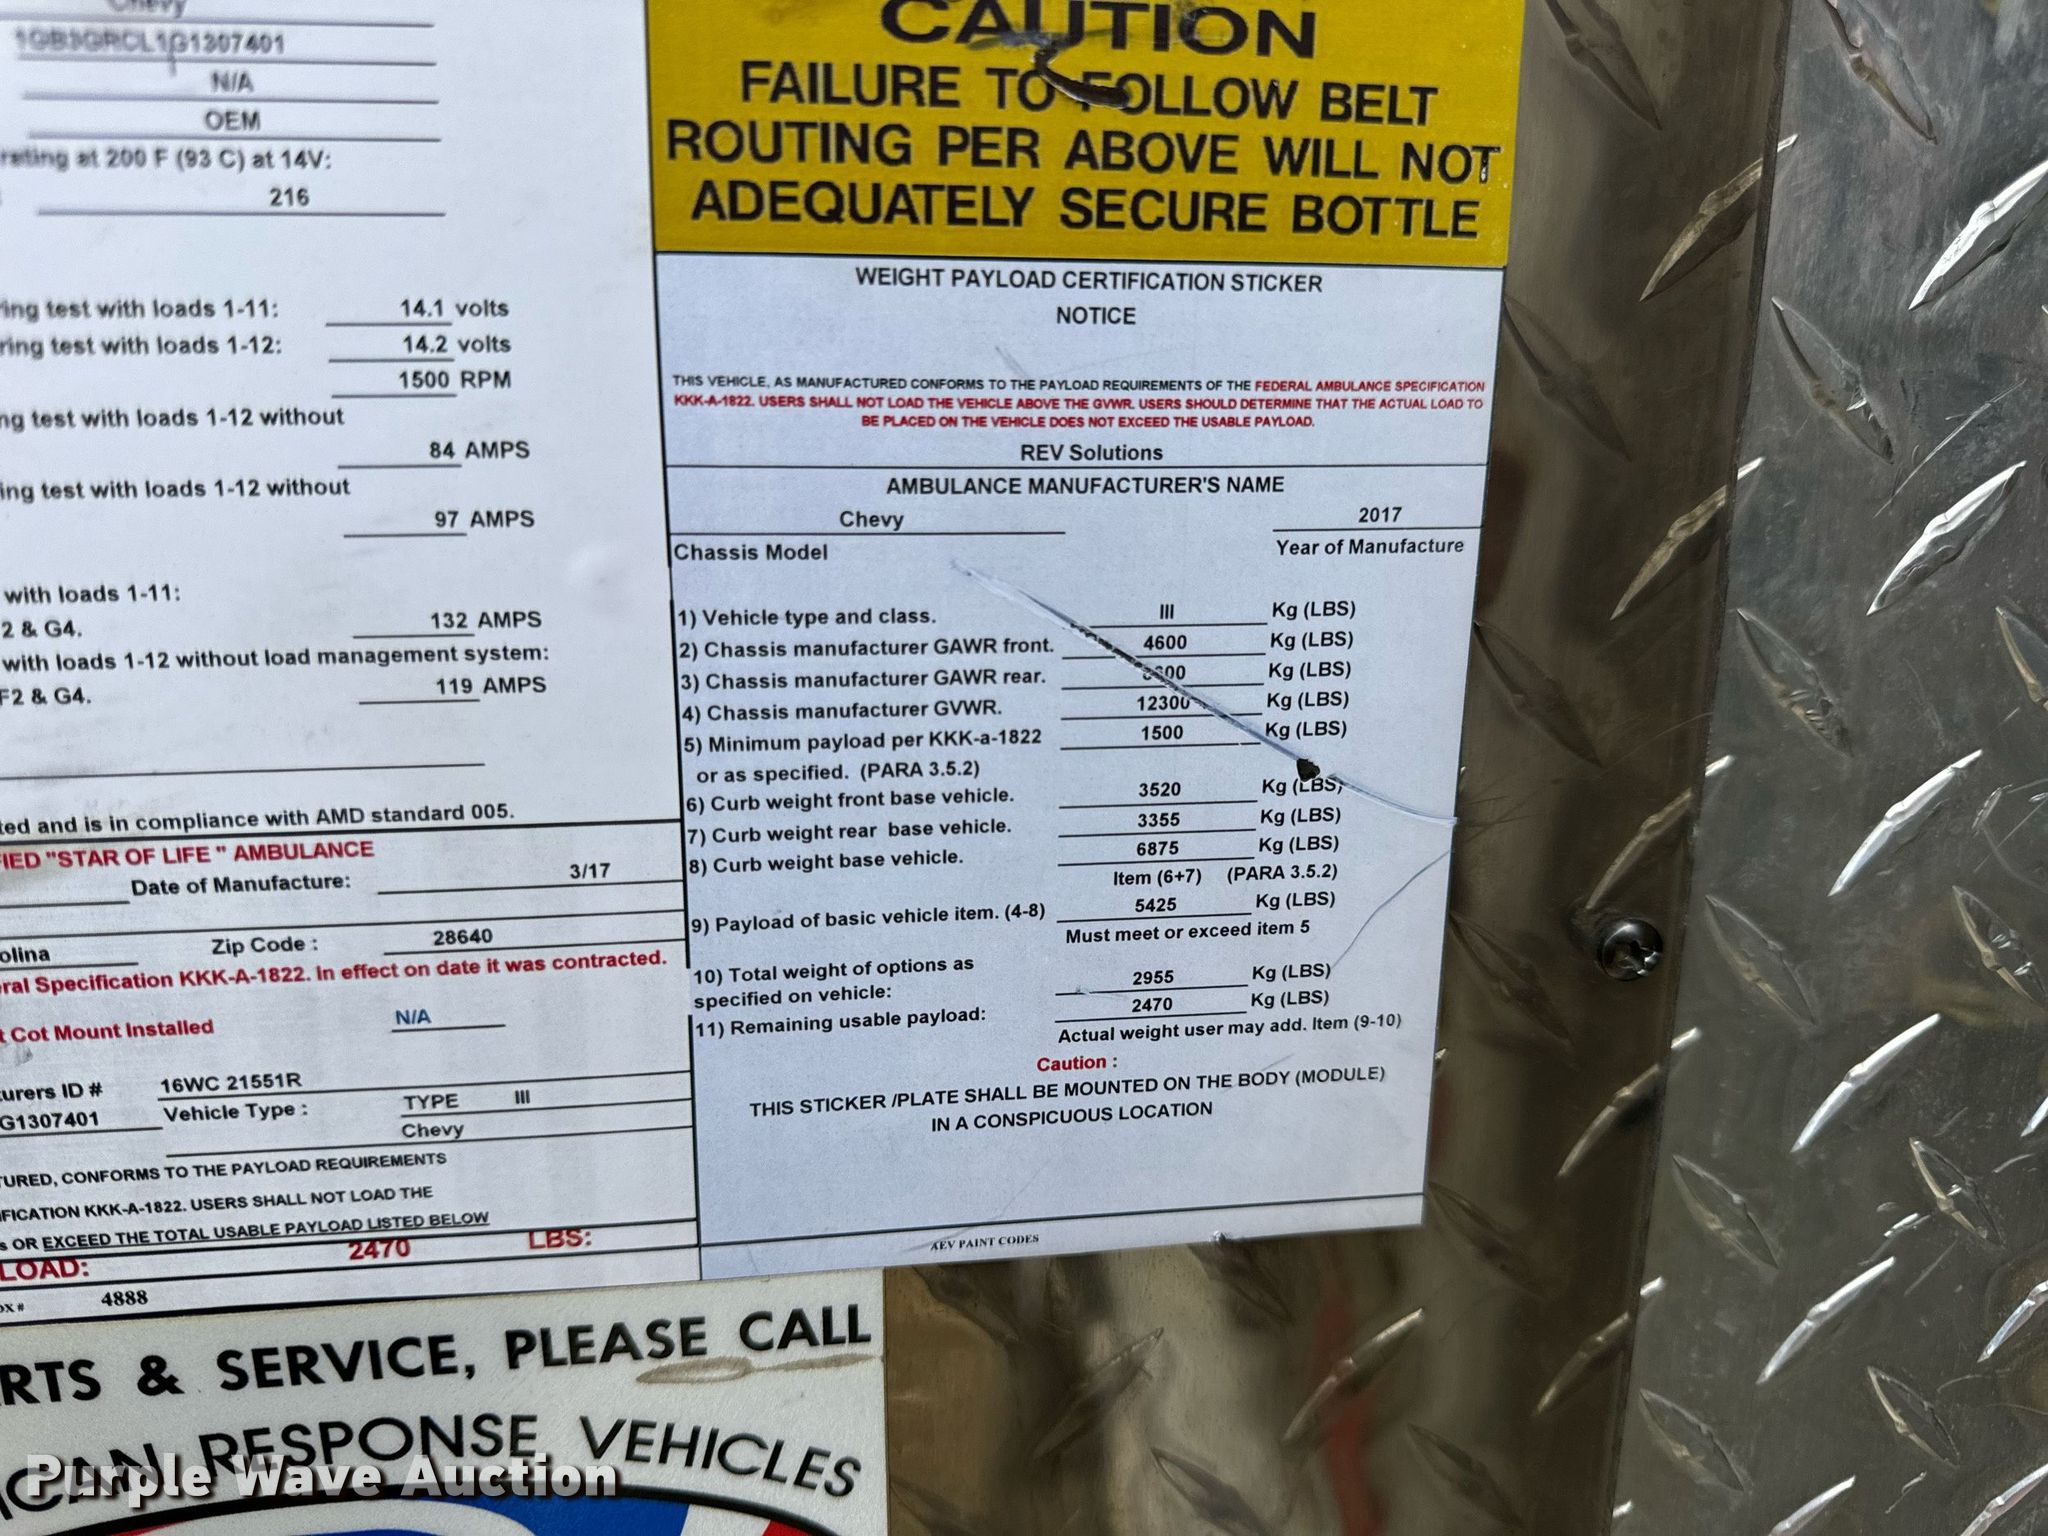 Chevy
G1307401
N/A
OEM
rating at 200 F (93 C) at 14V:
216
ring test with loads 1-11: 14.1 volts
ring test with loads 1-12: 14.2 volts
1500 RPM
ng test with loads 1-12 without
84 AMPS
ing test with loads 1-12 without
97 AMPS
with loads 1-11:
2 & G4. 132 AMPS
with loads 1-12 without load management system:
F2 & G4. 119 AMPS
ted and is in compliance with AMD standard 005.
FIED "STAR OF LIFE " AMBULANCE
Date of Manufacture: 3/17
olina Zip Code : 28640
ral Specification KKK-A-1822. In effect on date it was contracted.
t Cot Mount Installed N/A
turers ID # 16WC 21551R
G1307401 Vehicle Type : TYPE III
Chevy
TURED, CONFORMS TO THE PAYLOAD REQUIREMENTS
IFICATION KKK-A-1822. USERS SHALL NOT LOAD THE
s OR EXCEED THE TOTAL USABLE PAYLOAD LISTED BELOW
LOAD: 2470 LBS:
ox# 4888
CAUTION
FAILURE TO FOLLOW BELT
ROUTING PER ABOVE WILL NOT
ADEQUATELY SECURE BOTTLE
WEIGHT PAYLOAD CERTIFICATION STICKER
NOTICE
THIS VEHICLE, AS MANUFACTURED CONFORMS TO THE PAYLOAD REQUIREMENTS OF THE FEDERAL AMBULANCE SPECIFICATION
KKK-A-1822. USERS SHALL NOT LOAD THE VEHICLE ABOVE THE GVWR. USERS SHOULD DETERMINE THAT THE ACTUAL LOAD TO
BE PLACED ON THE VEHICLE DOES NOT EXCEED THE USABLE PAYLOAD.
REV Solutions
AMBULANCE MANUFACTURER'S NAME
Chevy 2017
Chassis Model Year of Manufacture
1) Vehicle type and class. III Kg (LBS)
2) Chassis manufacturer GAWR front. 4600 Kg (LBS)
3) Chassis manufacturer GAWR rear. Kg (LBS)
4) Chassis manufacturer GVWR. 12300 Kg (LBS)
5) Minimum payload per KKK-a-1822 1500 Kg (LBS)
or as specified. (PARA 3.5.2)
6) Curb weight front base vehicle. 3520 Kg (LBS)
7) Curb weight rear base vehicle. 3355 Kg (LBS)
8) Curb weight base vehicle. 6875 Kg (LBS)
Item (6+7) (PARA 3.5.2)
9) Payload of basic vehicle item. (4-8) 5425 Kg (LBS)
Must meet or exceed item 5
10) Total weight of options as
specified on vehicle: 2955 Kg (LBS)
11) Remaining usable payload: 2470 Kg (LBS)
Actual weight user may add. Item (9-10)
Caution :
THIS STICKER /PLATE SHALL BE MOUNTED ON THE BODY (MODULE)
IN A CONSPICUOUS LOCATION
AEV PAINT CODES
RTS & SERVICE, PLEASE CALL
ICAN RESPONSE VEHICLES
Purple Wave Auction